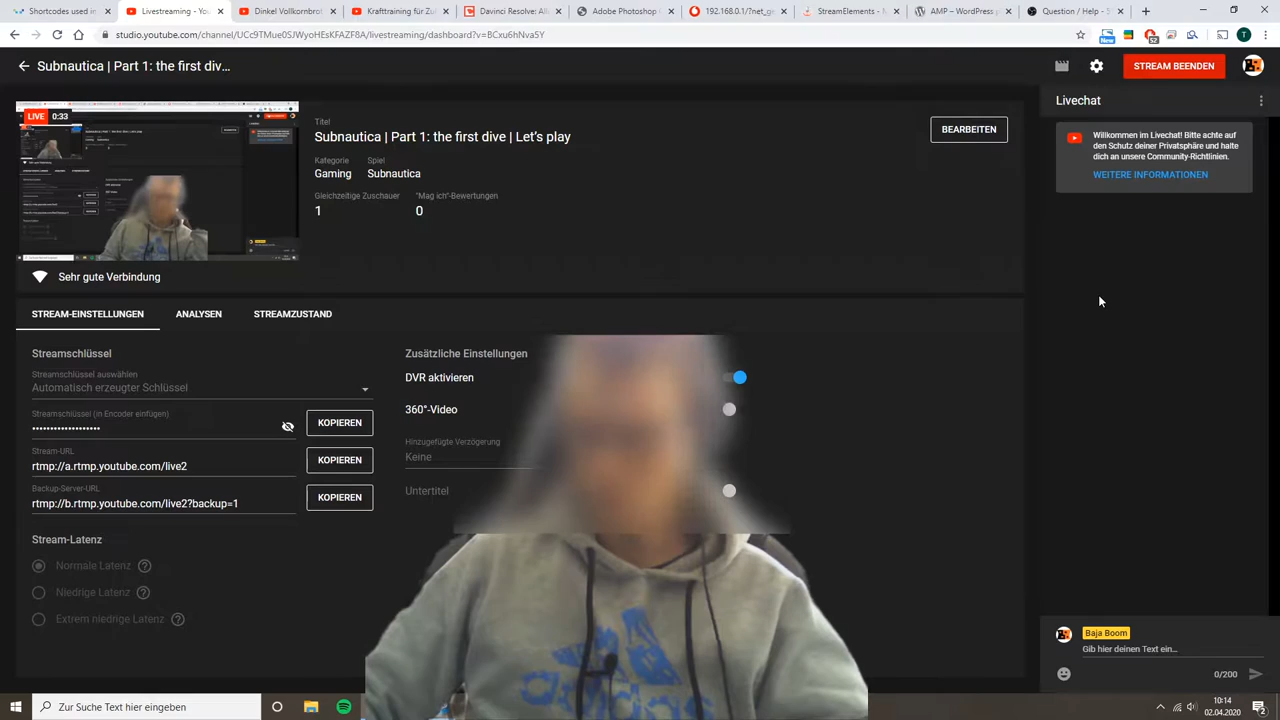 Shortcodes used in
Livestreaming - You
Dinkel Vollkornbrot
Krafttraining für Zu
Davinci Resolve: Alle
Adobe Photoshop C
192.168.0.1/?net_ge
StreamElements - M
AMP – WordPress p
Question / Help - S
studio.youtube.com/channel/UCc9TMue0SJWyoHEsKFAZF8A/livestreaming/dashboard?v=BCxu6hNva5Y
New
52
T
Subnautica | Part 1: the first div…
STREAM BEENDEN
LIVE 0:33
Titel
Subnautica | Part 1: the first dive | Let's play
BEARBEITEN
Kategorie Spiel
Gaming Subnautica
Gleichzeitige Zuschauer "Mag ich"-Bewertungen
1 0
Sehr gute Verbindung
STREAM-EINSTELLUNGEN ANALYSEN STREAMZUSTAND
Streamschlüssel
Streamschlüssel auswählen
Automatisch erzeugter Schlüssel
Streamschlüssel (in Encoder einfügen)
••••••••••••••••••
KOPIEREN
Stream-URL
rtmp://a.rtmp.youtube.com/live2
KOPIEREN
Backup-Server-URL
rtmp://b.rtmp.youtube.com/live2?backup=1
KOPIEREN
Stream-Latenz
Normale Latenz
Niedrige Latenz
Extrem niedrige Latenz
Zusätzliche Einstellungen
DVR aktivieren
360°-Video
Hinzugefügte Verzögerung
Keine
Untertitel
Livechat
Willkommen im Livechat! Bitte achte auf
den Schutz deiner Privatsphäre und halte
dich an unsere Community-Richtlinien.
WEITERE INFORMATIONEN
Baja Boom
Gib hier deinen Text ein…
0/200
Zur Suche Text hier eingeben
10:14
02.04.2020
2